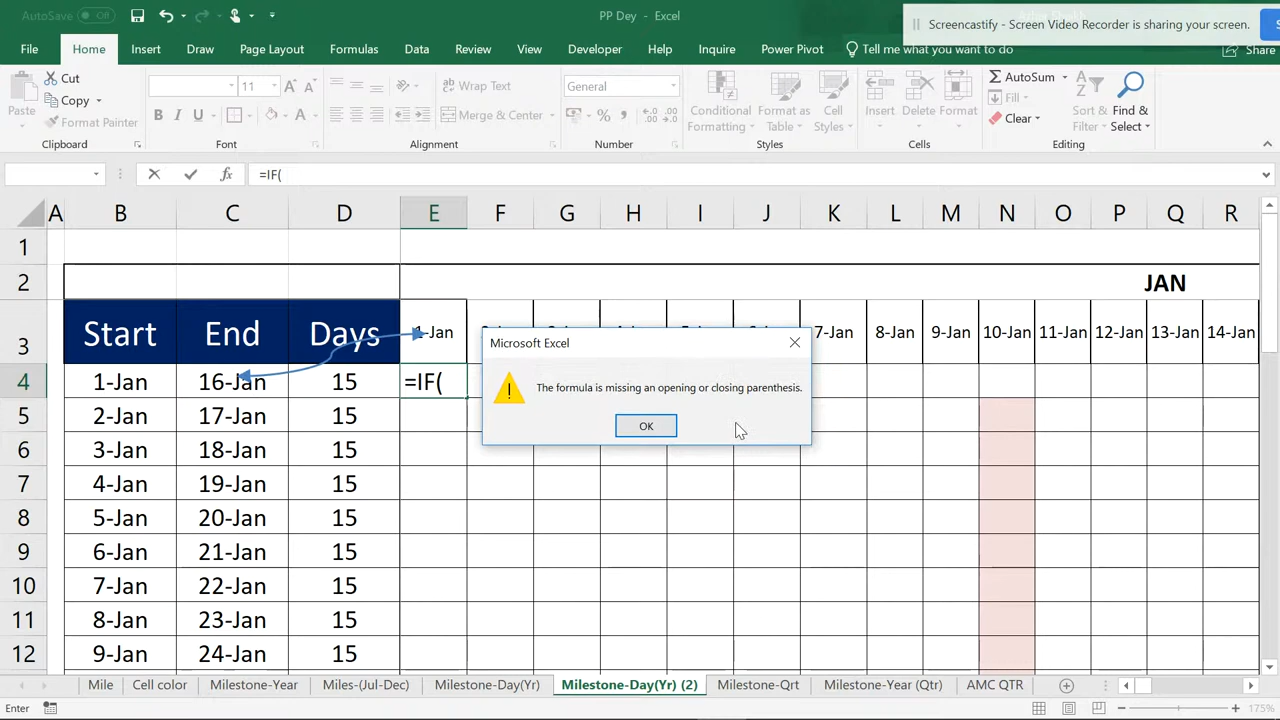 AutoSave Off
PP Dey - Excel
Screencastify - Screen Video Recorder is sharing your screen.
File Home Insert Draw Page Layout Formulas Data Review View Developer Help Inquire Power Pivot Tell me what you want to do Share
Paste
Cut
Copy
Format Painter
Clipboard
11
B I U A
Font
Wrap Text
Merge & Center
Alignment
General
%
Number
Conditional Formatting
Format as Table
Cell Styles
Styles
Insert Delete Format
Cells
AutoSum
Fill
Clear
Sort & Filter
Find & Select
Editing
fx =IF(
A B C D E F G H I J K L M N O P Q R
1
2 JAN
3 Start End Days 1-Jan 7-Jan 8-Jan 9-Jan 10-Jan 11-Jan 12-Jan 13-Jan 14-Jan
4 1-Jan 16-Jan 15 =IF(
5 2-Jan 17-Jan 15
6 3-Jan 18-Jan 15
7 4-Jan 19-Jan 15
8 5-Jan 20-Jan 15
9 6-Jan 21-Jan 15
10 7-Jan 22-Jan 15
11 8-Jan 23-Jan 15
12 9-Jan 24-Jan 15
Microsoft Excel
The formula is missing an opening or closing parenthesis.
OK
Mile Cell color Milestone-Year Miles-(Jul-Dec) Milestone-Day(Yr) Milestone-Day(Yr) (2) Milestone-Qrt Milestone-Year (Qtr) AMC QTR
Enter
175%